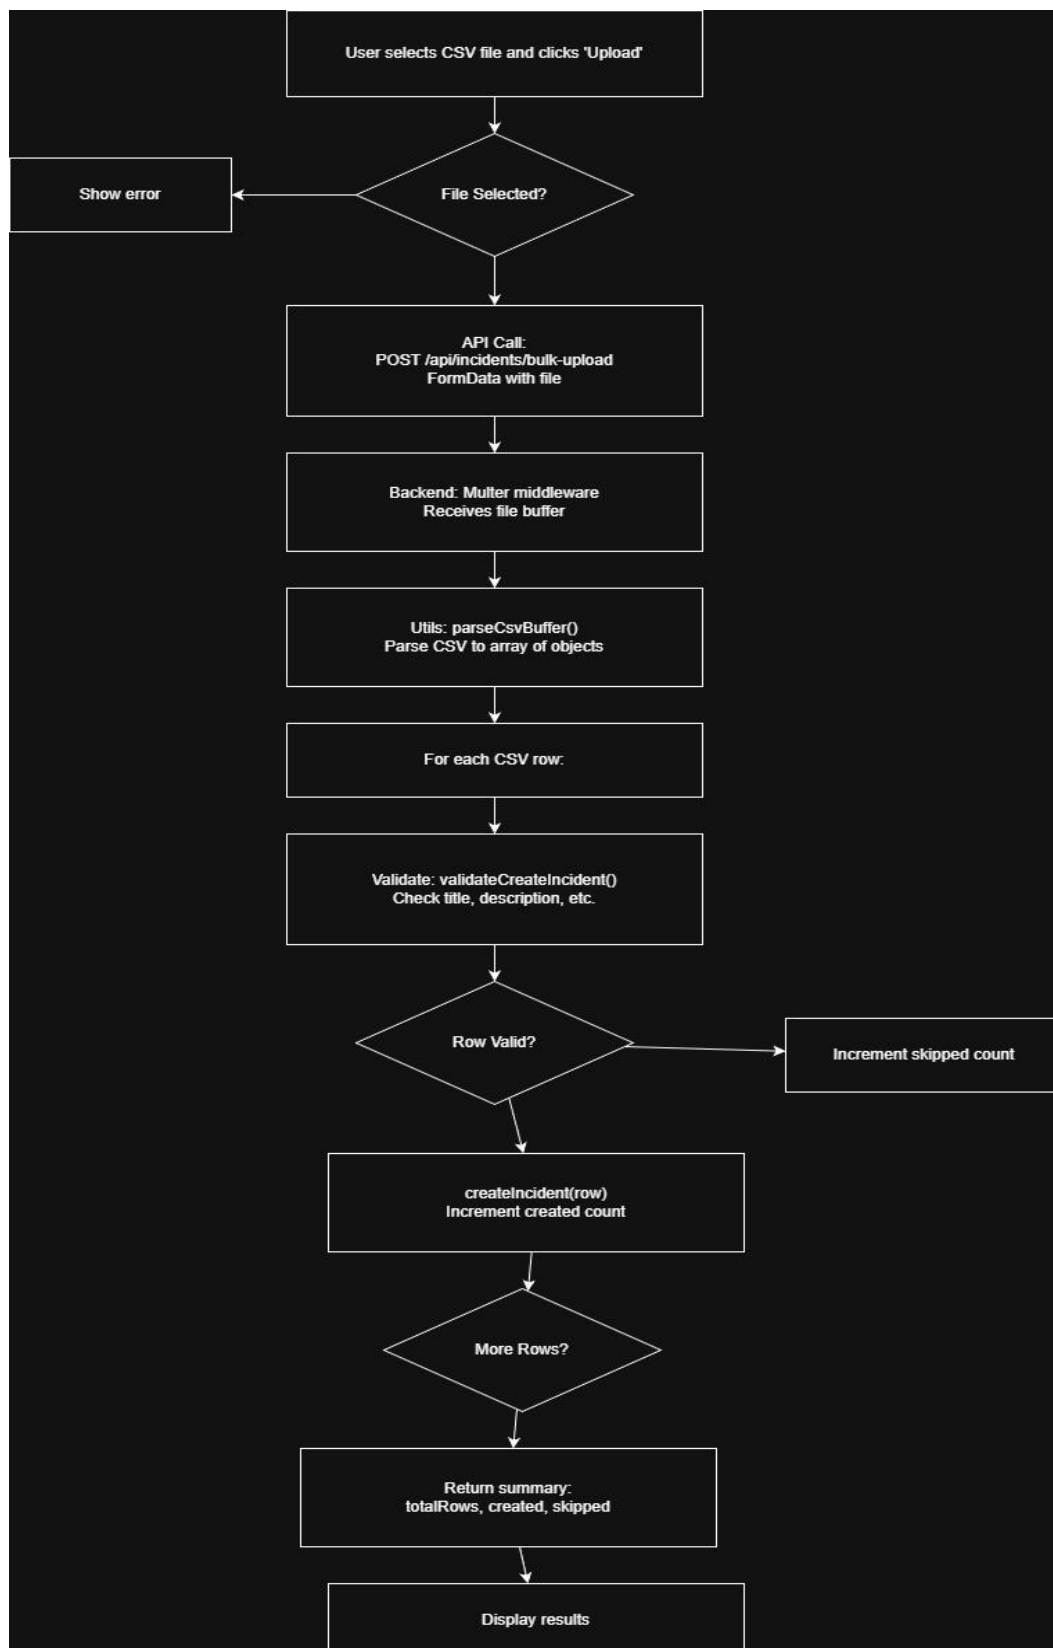 User selects CSV file and clicks 'Upload'
Show error
File Selected?
API Call:
POST /api/incidents/bulk-upload
FormData with file
Backend: Multer middleware
Receives file buffer
Utils: parseCsvBuffer()
Parse CSV to array of objects
For each CSV row:
Validate: validateCreateIncident()
Check title, description, etc.
Row Valid?
Increment skipped count
createIncident(row)
Increment created count
More Rows?
Return summary:
totalRows, created, skipped
Display results